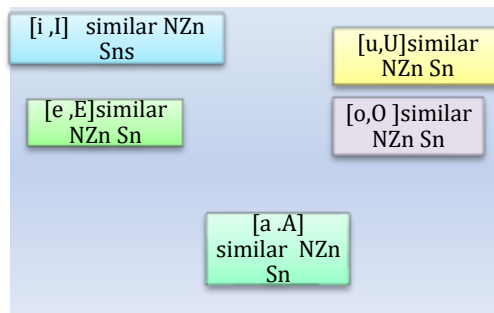 [i ,I]   similar NZn
Sns
[u,U]similar
NZn Sn
[e ,E]similar
NZn Sn
[o,O ]similar
NZn Sn
[a .A]
similar  NZn
Sn